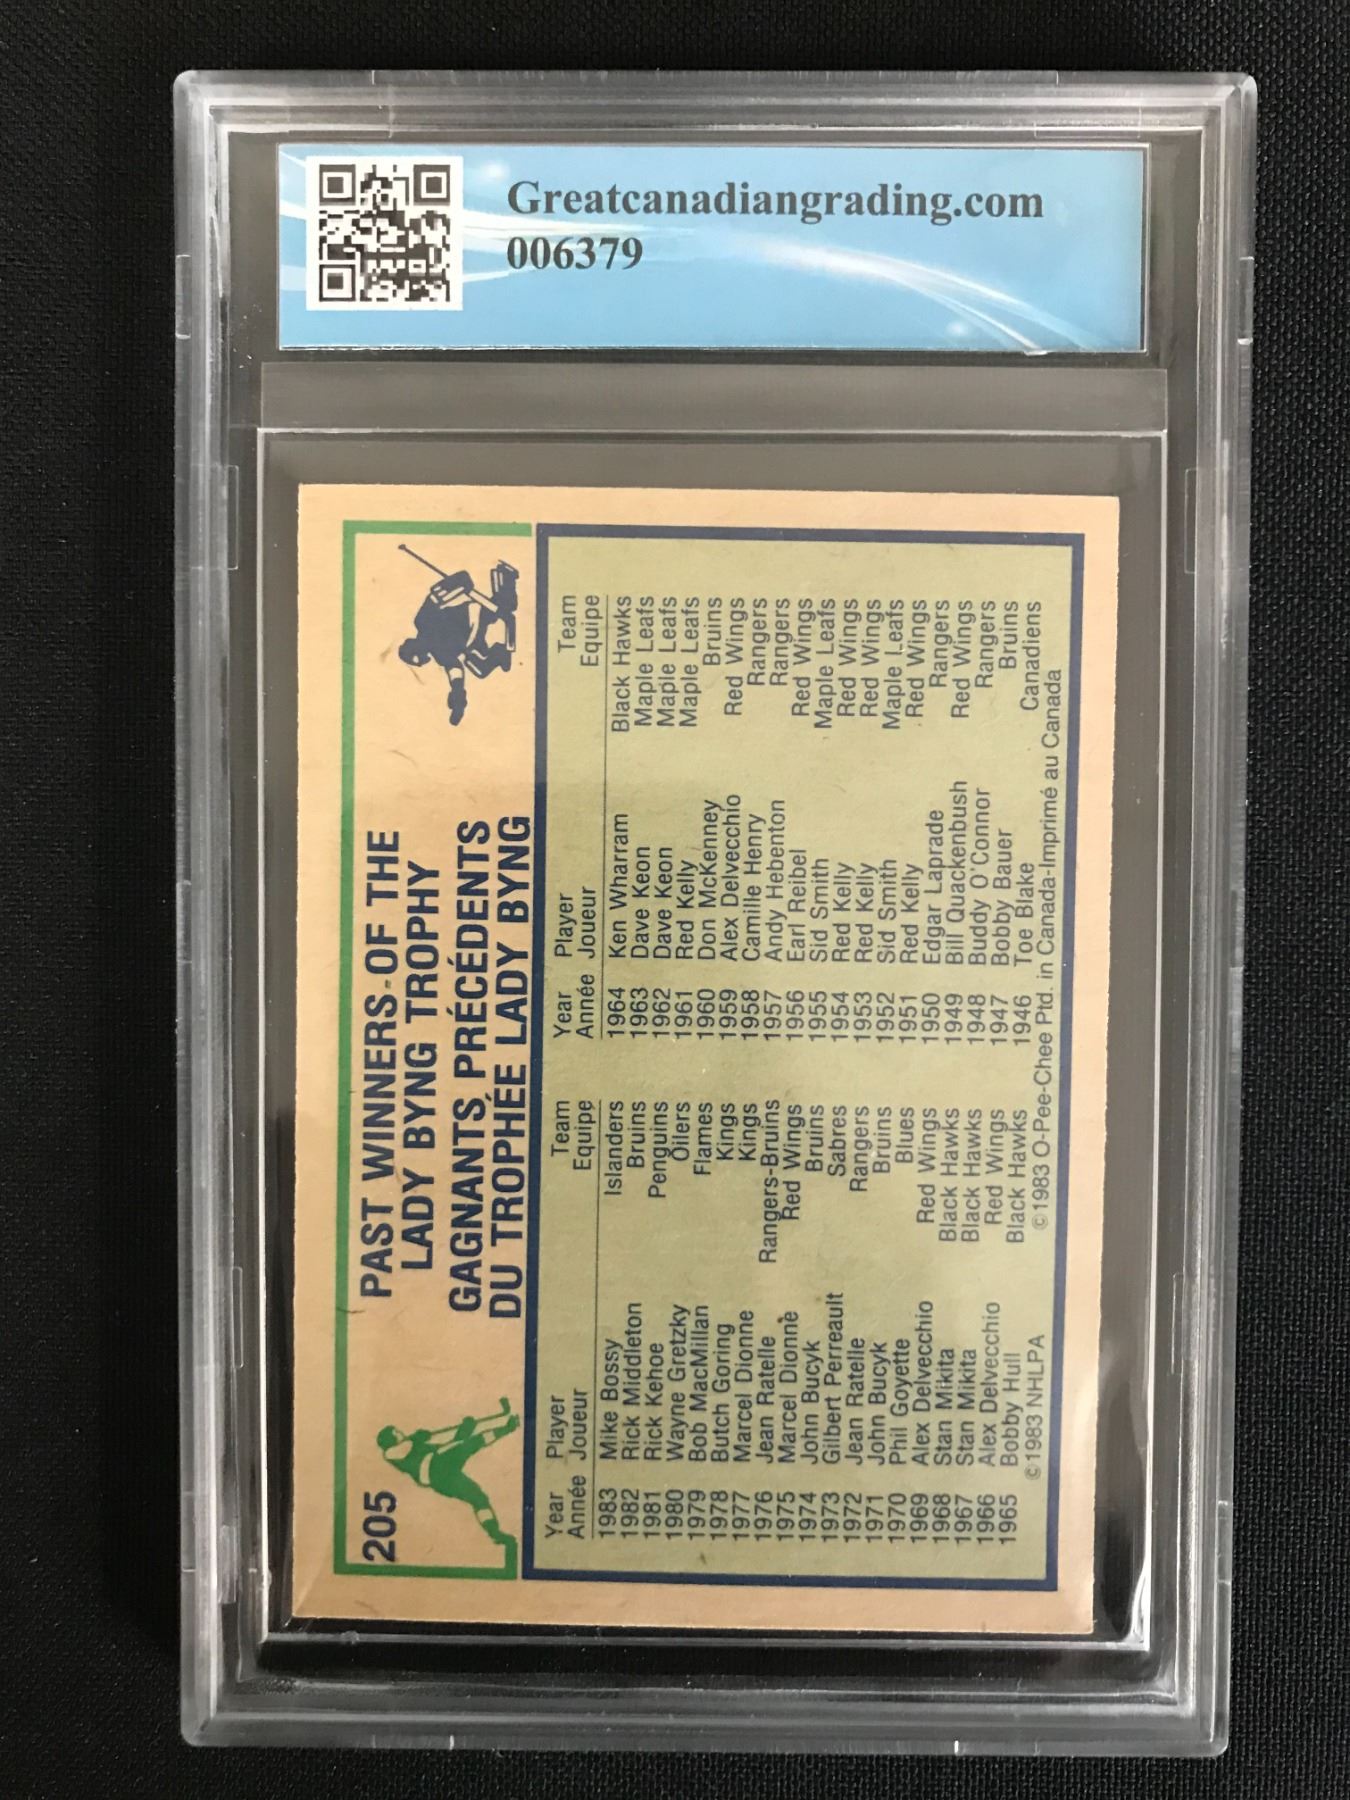 Greatcanadiangrading.com
006379
205
PAST WINNERS OF THE
LADY BYNG TROPHY
GAGNANTS PRÉCÉDENTS
DU TROPHÉE LADY BYNG
Year Player Team
Année Joueur Equipe
1983 Mike Bossy Islanders
1982 Rick Middleton Bruins
1981 Rick Kehoe Penguins
1980 Wayne Gretzky Oilers
1979 Bob MacMillan Flames
1978 Butch Goring Kings
1977 Marcel Dionne Kings
1976 Jean Ratelle Rangers-Bruins
1975 Marcel Dionne Red Wings
1974 John Bucyk Bruins
1973 Gilbert Perreault Sabres
1972 Jean Ratelle Rangers
1971 John Bucyk Bruins
1970 Phil Goyette Blues
1969 Alex Delvecchio Red Wings
1968 Stan Mikita Black Hawks
1967 Stan Mikita Black Hawks
1966 Alex Delvecchio Red Wings
1965 Bobby Hull Black Hawks
Year Player Team
Année Joueur Equipe
1964 Ken Wharram Black Hawks
1963 Dave Keon Maple Leafs
1962 Dave Keon Maple Leafs
1961 Red Kelly Maple Leafs
1960 Don McKenney Bruins
1959 Alex Delvecchio Red Wings
1958 Camille Henry Rangers
1957 Andy Hebenton Rangers
1956 Earl Reibel Red Wings
1955 Sid Smith Maple Leafs
1954 Red Kelly Red Wings
1953 Red Kelly Red Wings
1952 Sid Smith Maple Leafs
1951 Red Kelly Red Wings
1950 Edgar Laprade Rangers
1949 Bill Quackenbush Red Wings
1948 Buddy O'Connor Rangers
1947 Bobby Bauer Bruins
1946 Toe Blake Canadiens
©1983 NHLPA ©1983 O-Pee-Chee Ptd. in Canada-Imprimé au Canada